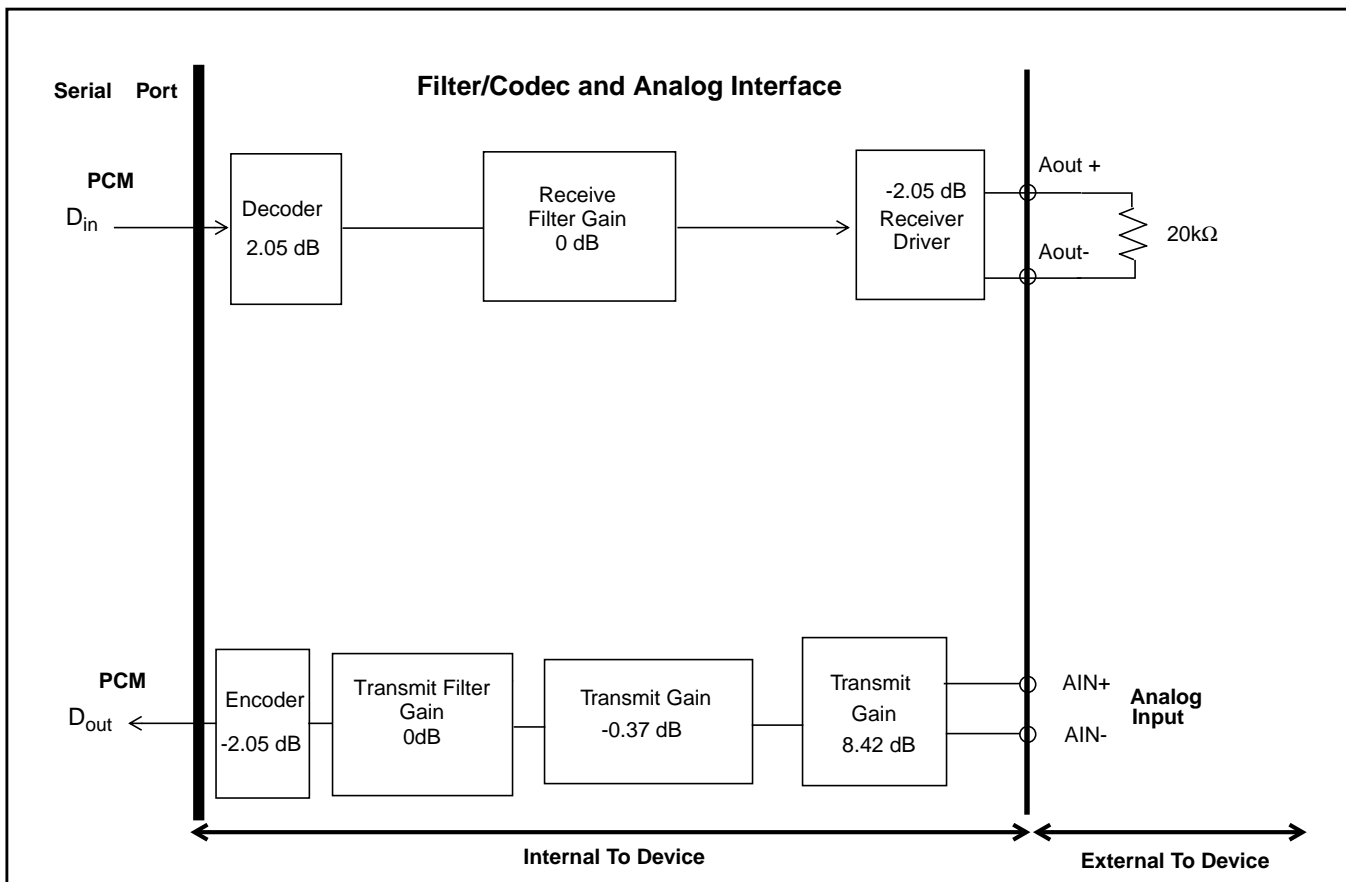 Filter/Codec and Analog Interface
Serial Port
PCM
Din
Decoder
2.05 dB
Receive
Filter Gain
0 dB
-2.05 dB
Receiver
Driver
Aout +
Aout-
20kΩ
PCM
Dout
Encoder
-2.05 dB
Transmit Filter
Gain
0dB
Transmit Gain
-0.37 dB
Transmit
Gain
8.42 dB
AIN+
AIN-
Analog
Input
Internal To Device
External To Device